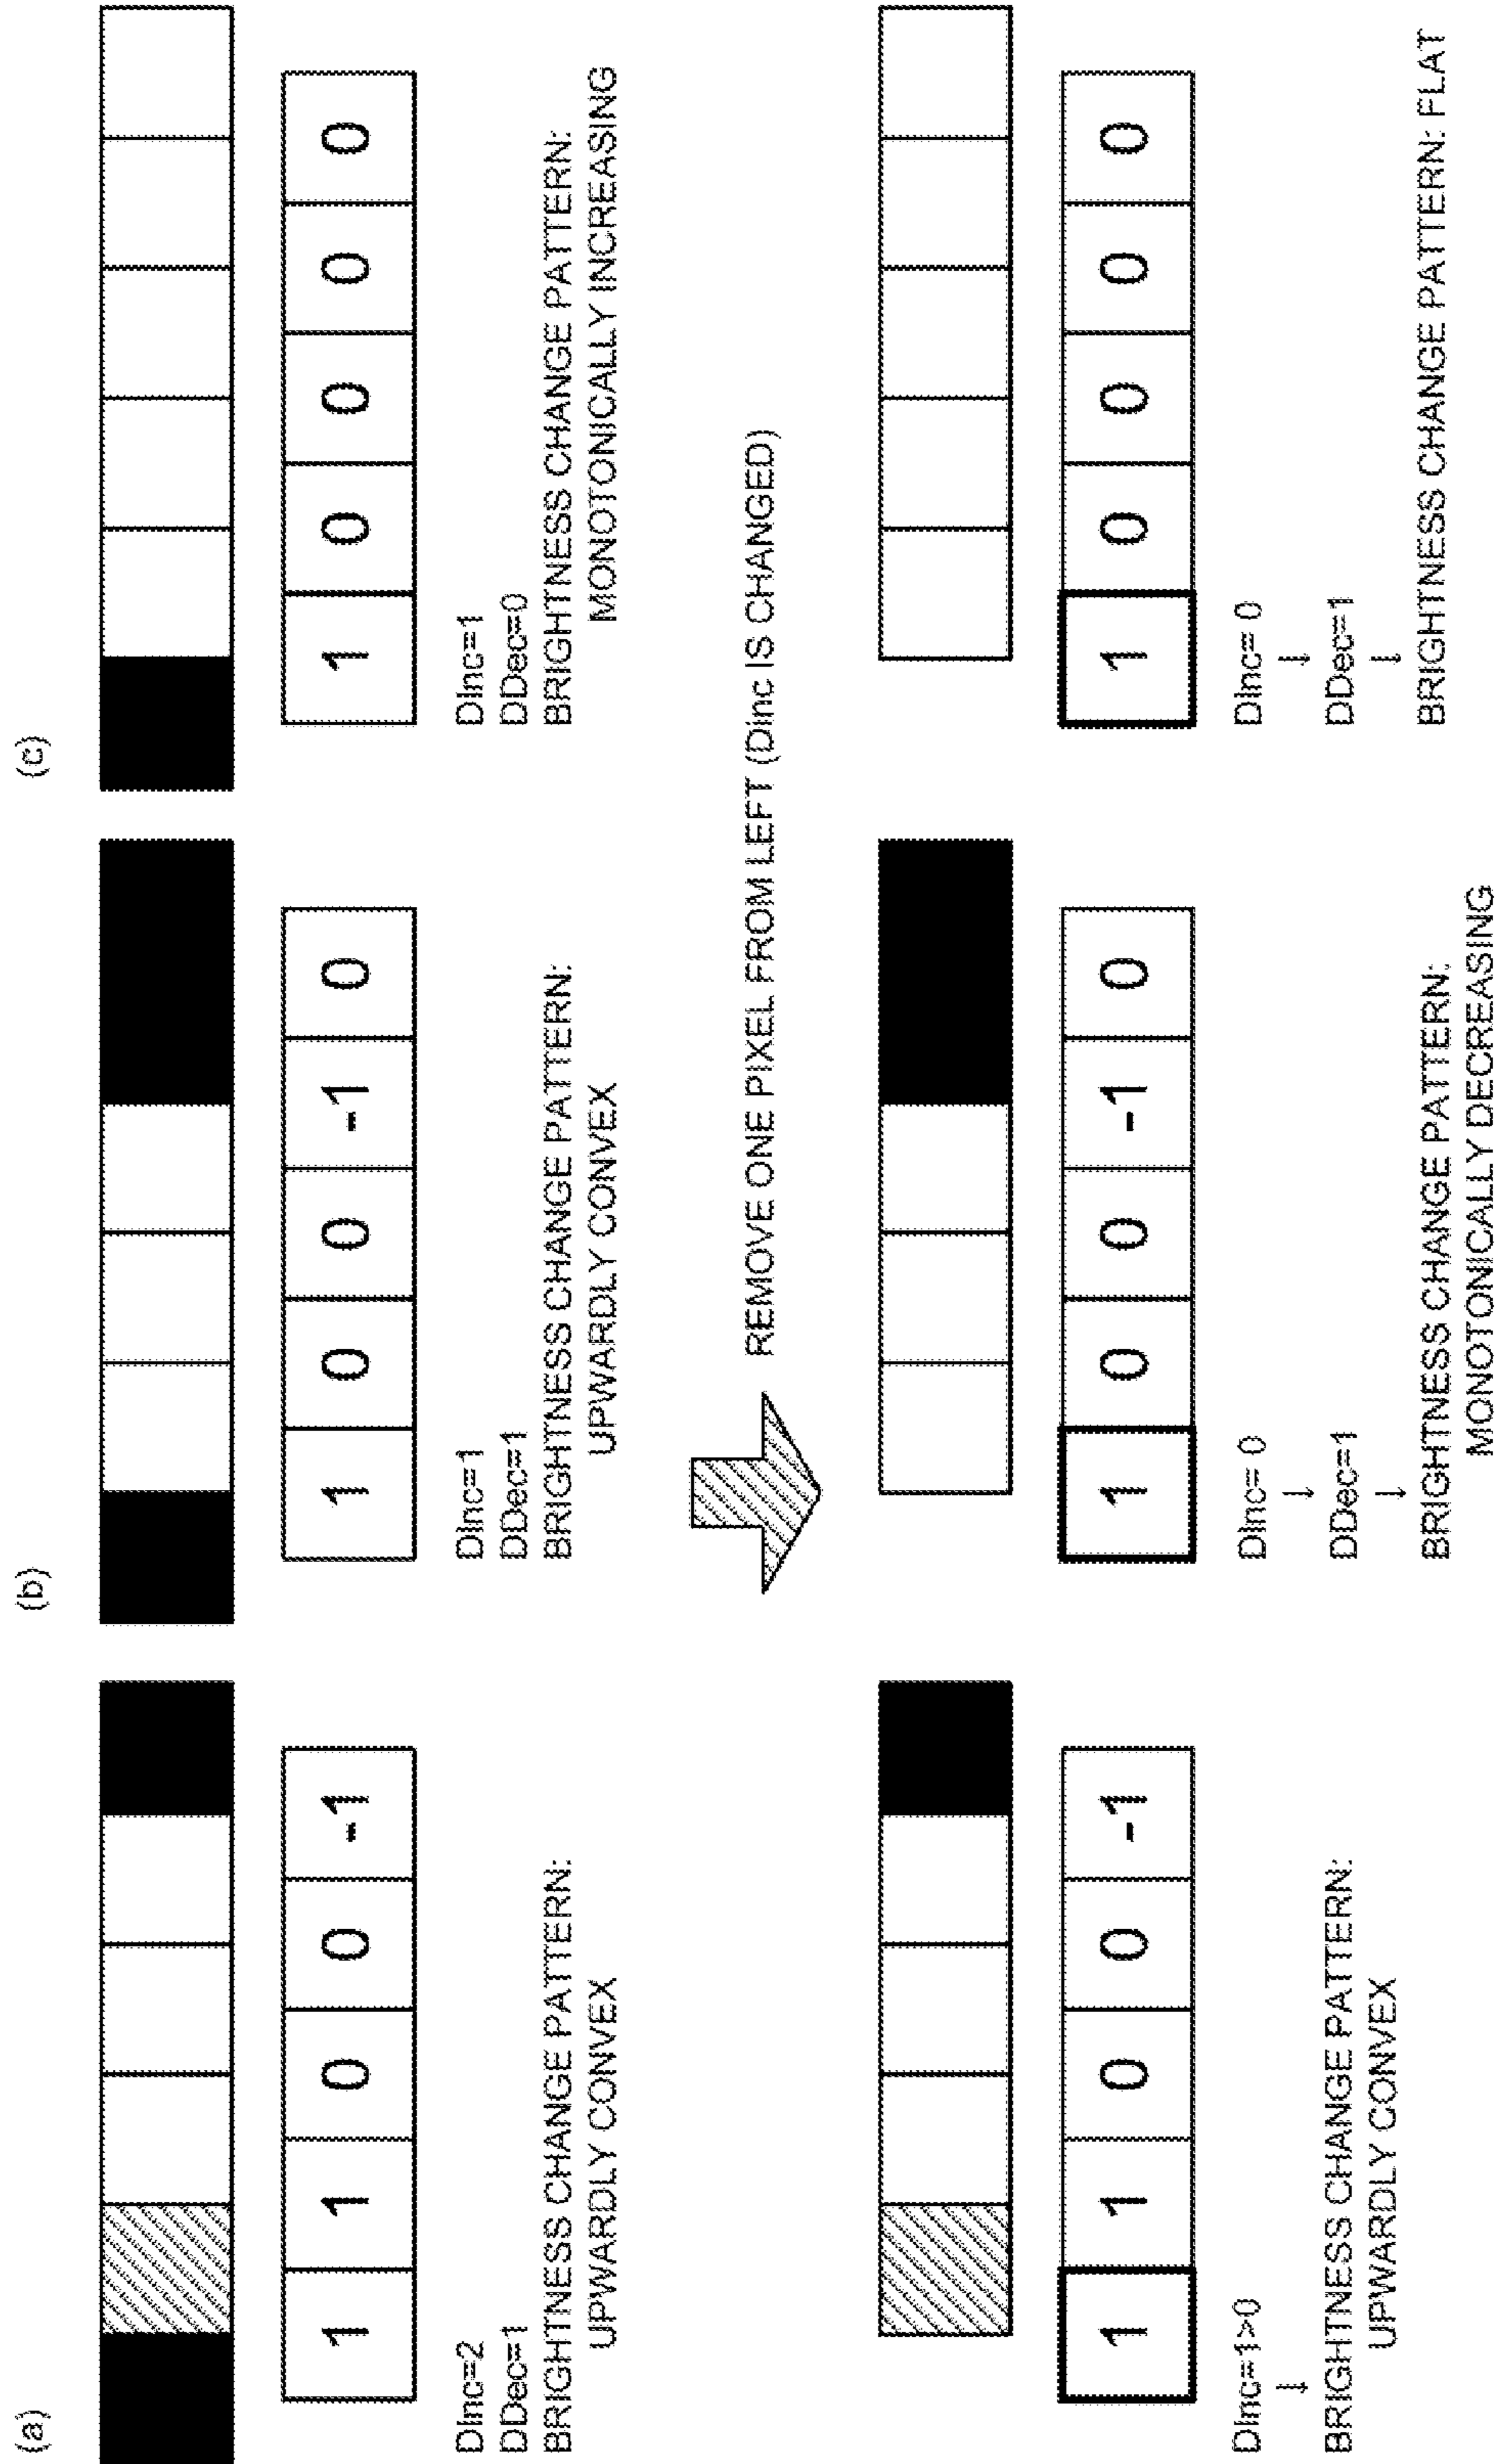 (a)
1 1 0 0 -1
DInc=2
DDec=1
BRIGHTNESS CHANGE PATTERN:
UPWARDLY CONVEX
(b)
1 0 0 -1 0
DInc=1
DDec=1
BRIGHTNESS CHANGE PATTERN:
UPWARDLY CONVEX
(c)
1 0 0 0 0
DInc=1
DDec=0
BRIGHTNESS CHANGE PATTERN:
MONOTONICALLY INCREASING
REMOVE ONE PIXEL FROM LEFT (DInc IS CHANGED)
1 1 0 0 -1
DInc=1>0
↓
BRIGHTNESS CHANGE PATTERN:
UPWARDLY CONVEX
1 0 0 -1 0
DInc= 0
↓
DDec=1
↓
BRIGHTNESS CHANGE PATTERN:
MONOTONICALLY DECREASING
1 0 0 0 0
DInc= 0
↓
DDec=1
↓
BRIGHTNESS CHANGE PATTERN: FLAT